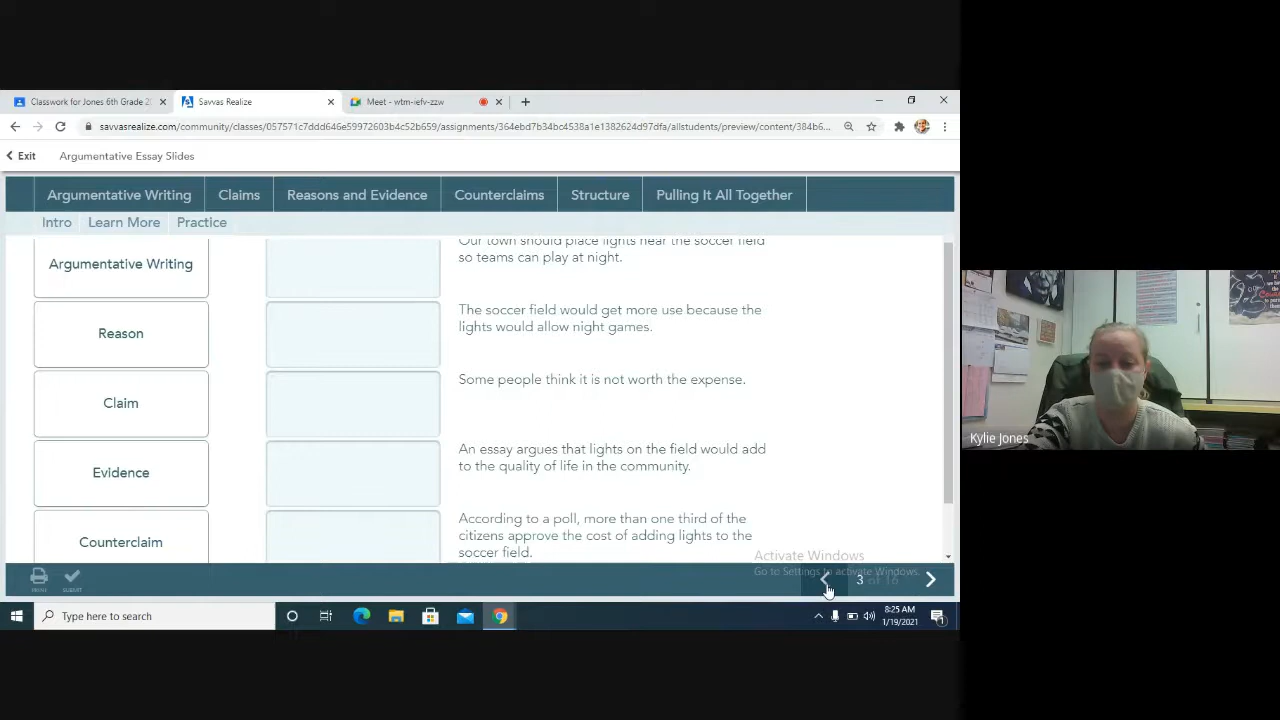 Classwork for Jones 6th Grade 2
Savvas Realize
Meet - wtm-iefv-zzw
savvasrealize.com/community/classes/057571c7ddd646e59972603b4c52b659/assignments/364ebd7b34bc4538a1e1382624d97dfa/allstudents/preview/content/384b6...
Exit
Argumentative Essay Slides
Argumentative Writing
Claims
Reasons and Evidence
Counterclaims
Structure
Pulling It All Together
Intro
Learn More
Practice
Argumentative Writing
Our town should place lights near the soccer field
so teams can play at night.
Reason
The soccer field would get more use because the
lights would allow night games.
Claim
Some people think it is not worth the expense.
Evidence
An essay argues that lights on the field would add
to the quality of life in the community.
Counterclaim
According to a poll, more than one third of the
citizens approve the cost of adding lights to the
soccer field.
Activate Windows
Go to Settings to activate Windows.
PRINT
SUBMIT
3 of 16
Type here to search
8:25 AM
1/19/2021
Kylie Jones